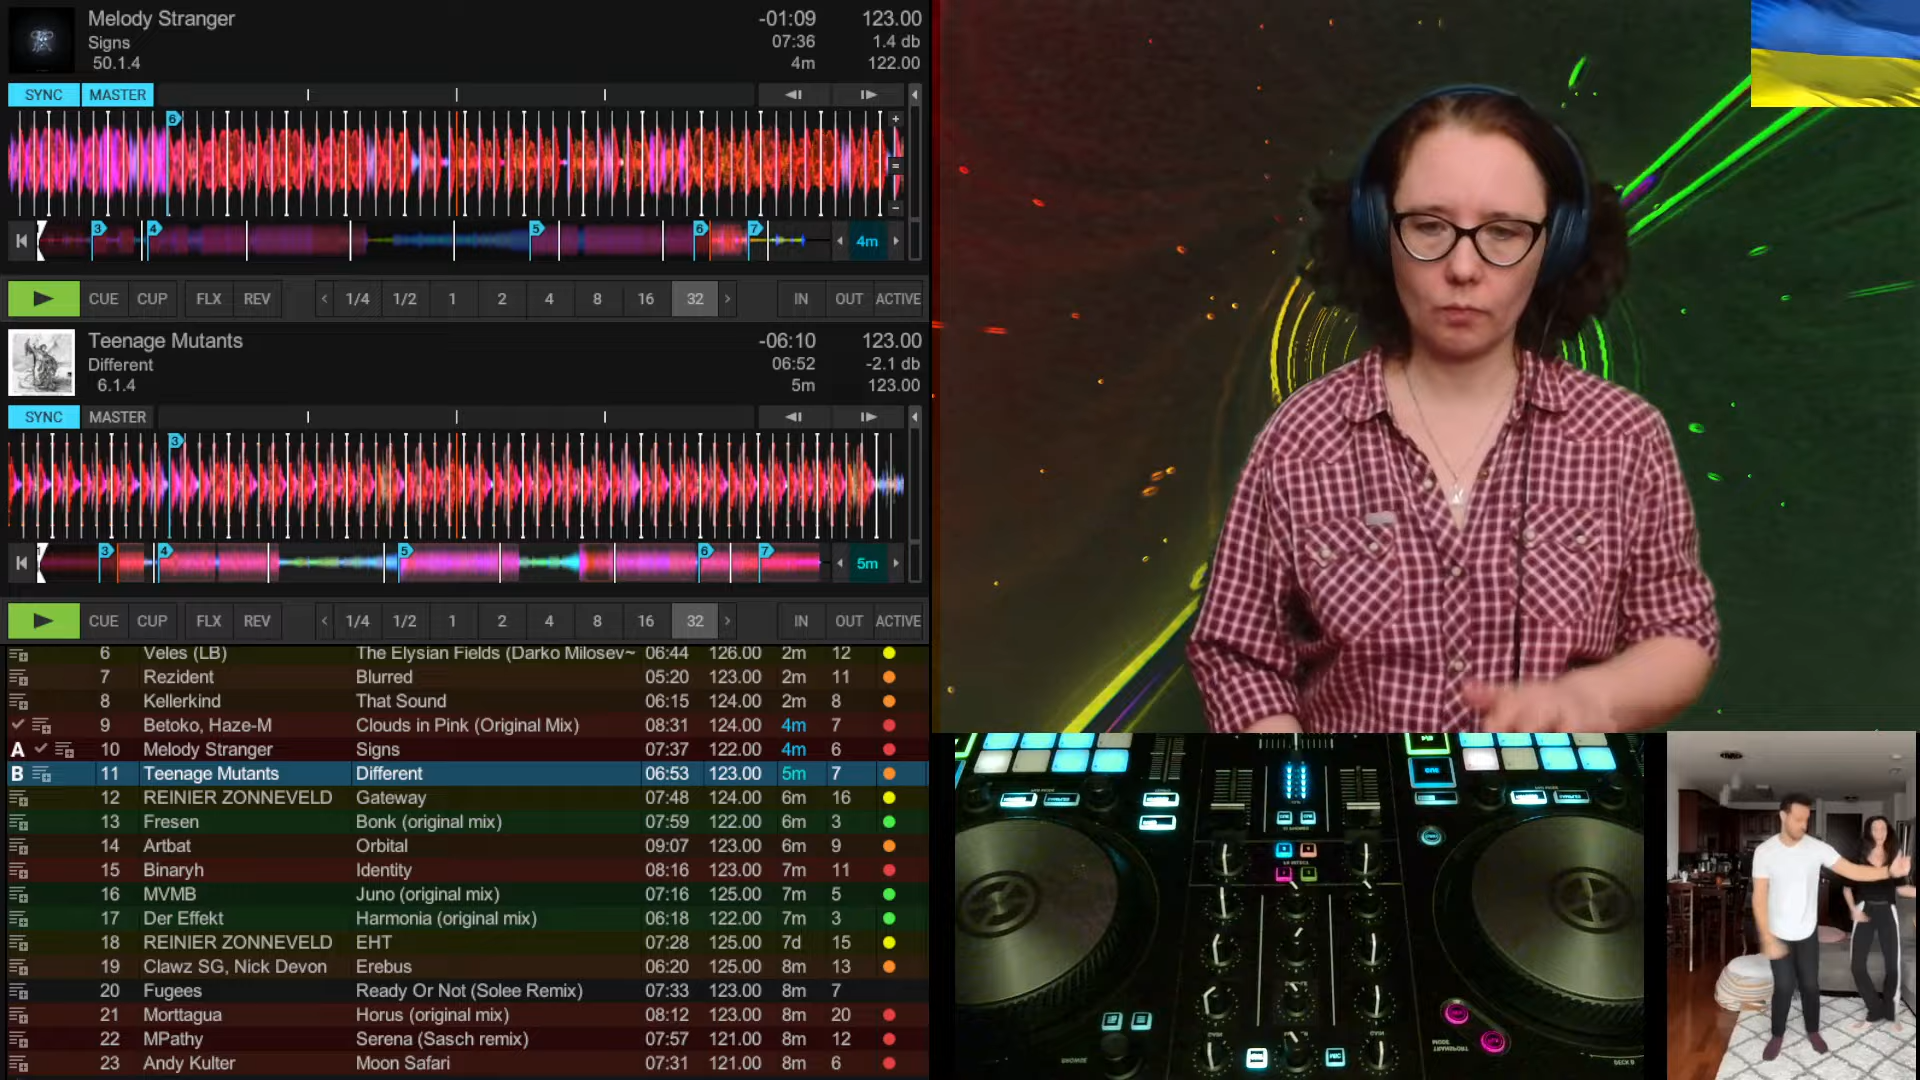 Melody Stranger -01:09 123.00
Signs 07:36 1.4 db
50.1.4 4m 122.00
SYNC MASTER
6
3 4 5 6 7 4m
CUE CUP FLX REV 1/4 1/2 1 2 4 8 16 32 IN OUT ACTIVE
Teenage Mutants -06:10 123.00
Different 06:52 -2.1 db
6.1.4 5m 123.00
SYNC MASTER
3
1 3 4 5 6 7 5m
CUE CUP FLX REV 1/4 1/2 1 2 4 8 16 32 IN OUT ACTIVE
6 Veles (LB) The Elysian Fields (Darko Milosev~ 06:44 126.00 2m 12
7 Rezident Blurred 05:20 123.00 2m 11
8 Kellerkind That Sound 06:15 124.00 2m 8
9 Betoko, Haze-M Clouds in Pink (Original Mix) 08:31 124.00 4m 7
A 10 Melody Stranger Signs 07:37 122.00 4m 6
B 11 Teenage Mutants Different 06:53 123.00 5m 7
12 REINIER ZONNEVELD Gateway 07:48 124.00 6m 16
13 Fresen Bonk (original mix) 07:59 122.00 6m 3
14 Artbat Orbital 09:07 123.00 6m 9
15 Binaryh Identity 08:16 123.00 7m 11
16 MVMB Juno (original mix) 07:16 125.00 7m 5
17 Der Effekt Harmonia (original mix) 06:18 122.00 7m 3
18 REINIER ZONNEVELD EHT 07:28 125.00 7d 15
19 Clawz SG, Nick Devon Erebus 06:20 125.00 8m 13
20 Fugees Ready Or Not (Solee Remix) 07:33 123.00 8m 7
21 Morttagua Horus (original mix) 08:12 123.00 8m 20
22 MPathy Serena (Sasch remix) 07:57 121.00 8m 12
23 Andy Kulter Moon Safari 07:31 121.00 8m 6